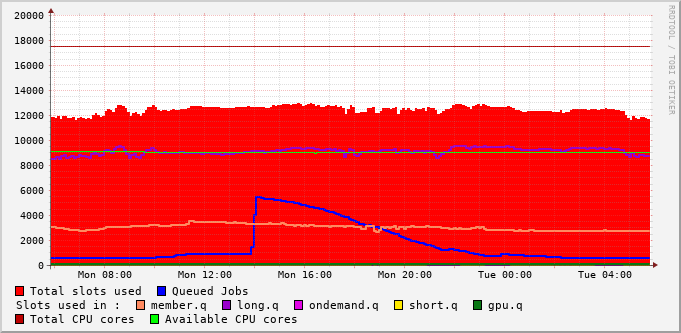 20000
18000
16000
14000
12000
10000
8000
6000
4000
2000
0
Mon 08:00 Mon 12:00 Mon 16:00 Mon 20:00 Tue 00:00 Tue 04:00
RRDTOOL / TOBI OETIKER
Total slots used Queued Jobs
Slots used in : member.q long.q ondemand.q short.q gpu.q
Total CPU cores Available CPU cores